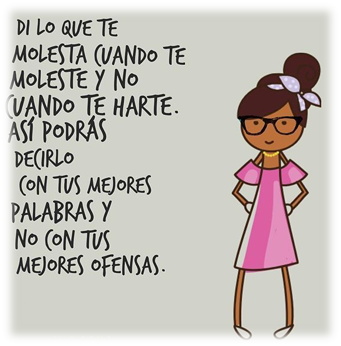 DI LO QUE TE
MOLESTA CUANDO TE
MOLESTE Y NO
CUANDO TE HARTE.
ASÍ PODRÁS
DECIRLO
CON TUS MEJORES
PALABRAS Y
NO CON TUS
MEJORES OFENSAS.